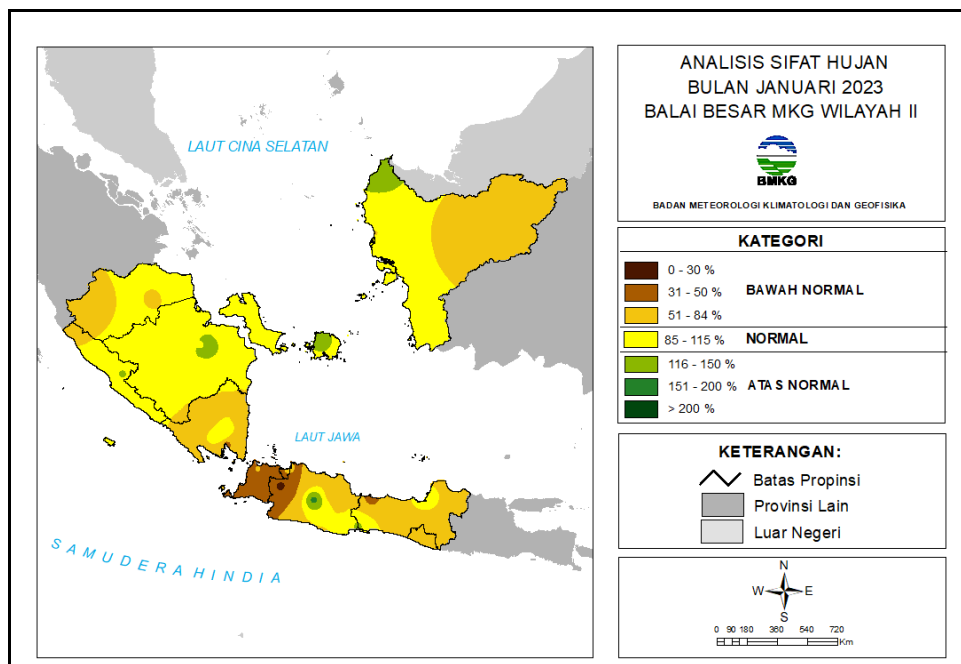 ANALISIS SIFAT HUJAN
BULAN JANUARI 2023
BALAI BESAR MKG WILAYAH II
BMKG
BADAN METEOROLOGI KLIMATOLOGI DAN GEOFISIKA
LAUT CINA SELATAN
LAUT JAWA
SAMUDERA HINDIA
KATEGORI
0 - 30 %
31 - 50 % BAWAH NORMAL
51 - 84 %
85 - 115 % NORMAL
116 - 150 %
151 - 200 % ATAS NORMAL
> 200 %
KETERANGAN:
Batas Propinsi
Provinsi Lain
Luar Negeri
N
W E
S
0 90 180 360 540 720
Km